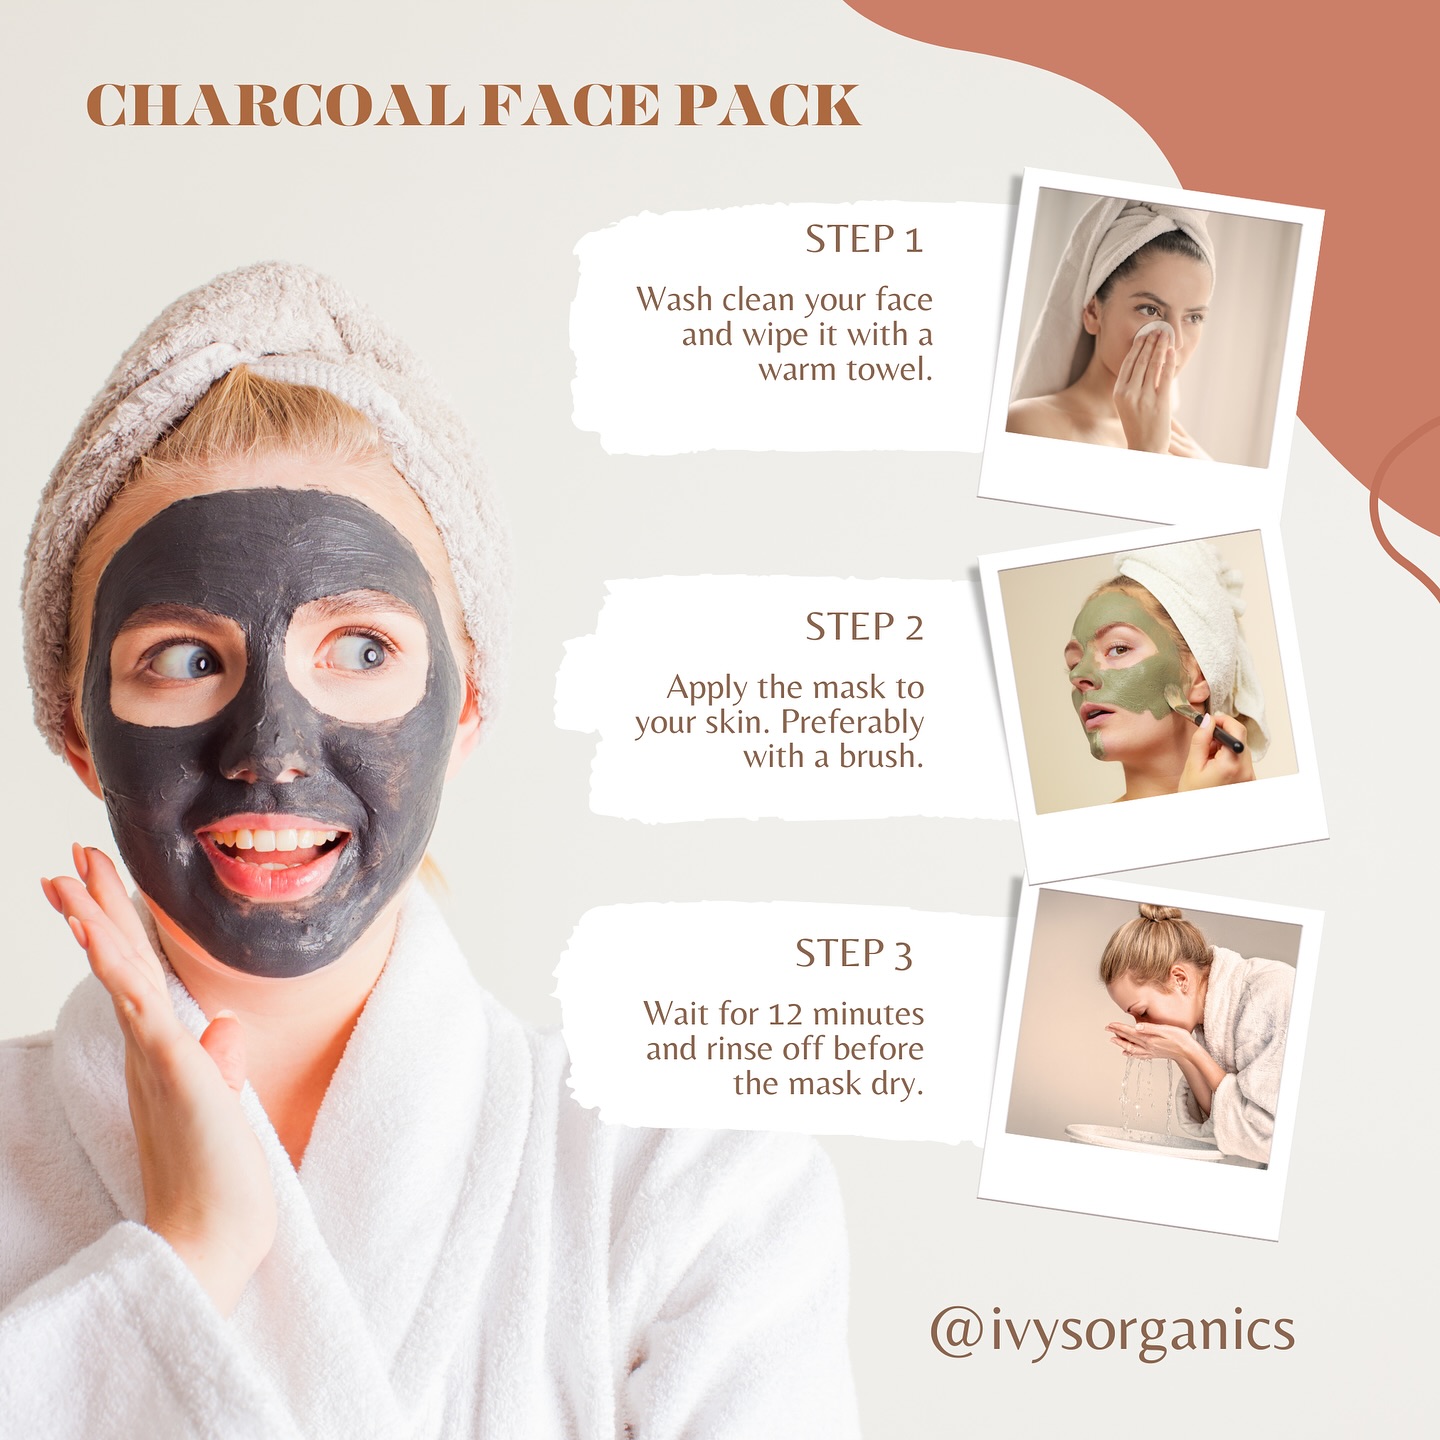 CHARCOAL FACE PACK
STEP 1
Wash clean your face
and wipe it with a
warm towel.
STEP 2
Apply the mask to
your skin. Preferably
with a brush.
STEP 3
Wait for 12 minutes
and rinse off before
the mask dry.
@ivysorganics